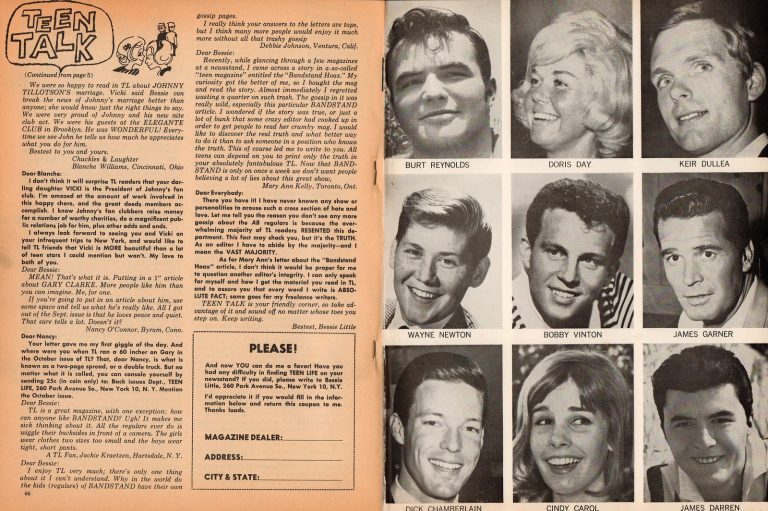 TEEN
TALK
(Continued from page 5)
We were so happy to read in TL about JOHNNY
TILLOTSON'S marriage. Vicki said Bessie can
break the news of Johnny's marriage better than
anyone; she would know just the right things to say.
We were very proud of Johnny and his new nite
club act. We were his guests at the ELEGANTE
CLUB in Brooklyn. He was WONDERFUL! Every-
time we see John he tells us how much he appreciates
what you do for him.
Bestest to you and yours.
Chuckles & Laughter
Blanche Williams, Cincinnati, Ohio
Dear Blanche:
I don't think it will surprise TL readers that your dar-
ling daughter VICKI is the President of Johnny's fan
club. I'm amazed at the amount of work involved in
this happy chore, and the great deeds members ac-
complish. I know Johnny's fan clubbers raise money
for a number of worthy charities, do a magnificent pub-
lic relations job for him, plus other odds and ends.
I always look forward to seeing you and Vicki on
your infrequent trips to New York, and would like to
tell TL friends that Vicki is MORE beautiful than a lot
of teen stars I could mention but won't. My love to
both of you.
Dear Bessie:
MEAN! That's what it is. Putting in a 1" article
about GARY CLARKE. More people like him than
you can imagine. Me, for one.
If you're going to put in an article about him, use
some space and tell us what he's really like. All I got
out of the Sept. issue is that he loves peace and quiet.
That sure tells a lot. Doesn't it?
Nancy O'Connor, Byram, Conn.
Dear Nancy:
Your letter gave me my first giggle of the day. And
where were you when TL ran a 60 incher on Gary in
the October issue of TL? That, dear Nancy, is what is
known as a two-page spread, or a double truck. But no
matter what it is called, you can console yourself by
sending 25c (in coin only) to: Back issues Dept., TEEN
LIFE, 260 Park Avenue So., New York 10, N.Y. Mention
the October issue.
Dear Bessie:
TL is a great magazine, with one exception: how
can anyone like BANDSTAND? Ugh! It makes me
sick thinking about it. All the regulars ever do is
wiggle their backsides in front of a camera. The girls
wear clothes two sizes too small and the boys wear
tight, short pants.
A TL Fan, Jackie Kraetzen, Hartsdale, N. Y.
Dear Bessie:
I enjoy TL very much; there's only one thing
about it I can't understand. Why in the world do
the kids (regulars) of BANDSTAND have their own
66
gossip pages.
I really think your answers to the letters are tops,
but I think many more people would enjoy it much
more without all that trashy gossip
Debbie Johnson, Ventura, Calif.
Dear Bessie:
Recently, while glancing through a few magazines
at a newsstand, I came across a story in a so-called
"teen magazine" entitled the "Bandstand Hoax." My
curiosity got the better of me, so I bought the mag
and read the story. Almost immediately I regretted
wasting a quarter on such trash. The gossip in it was
really wild, especially this particular BANDSTAND
article. I wondered if the story was true, or just a
lot of bunk that some crazy editor had cooked up in
order to get people to read her crumby mag. I would
like to discover the real truth and what better way
to do it than to ask someone in a position who knows
the truth. This of course led me to write to you. All
teens can depend on you to print only the truth in
your absolutely fantabulous TL. Now that BAND-
STAND is only on once a week we don't want people
believing a lot of lies about this great show,
Mary Ann Kelly, Toronto, Ont.
Dear Everybody:
There you have it! I have never known any show or
personalities to arouse such a cross section of hate and
love. Let me tell you the reason you don't see any more
gossip about the AB regulars is because the over-
whelming majority of TL readers RESENTED this de-
partment. This fact may shock you, but it's the TRUTH.
As an editor I have to abide by the majority—and I
mean the VAST MAJORITY.
As for Mary Ann's letter about the "Bandstand
Hoax" article, I don't think it would be proper for me
to question another editor's integrity. I can only speak
for myself and how I get the material you read in TL,
and to assure you that every word I write is ABSO-
LUTE FACT; same goes for my freelance writers.
TEEN TALK is your friendly corner, so take ad-
vantage of it and sound off no matter whose toes you
step on. Keep writing.
Bestest, Bessie Little
PLEASE!
And now YOU can do me a favor! Have you
had any difficulty in finding TEEN LIFE on your
newsstand? If you did, please write to Bessie
Little, 260 Park Avenue So., New York 10, N.Y.
I'd appreciate it if you would fill in the infor-
mation below and return this coupon to me.
Thanks loads.
MAGAZINE DEALER:
ADDRESS:
CITY & STATE:
BURT REYNOLDS
DORIS DAY
KEIR DULLEA
WAYNE NEWTON
BOBBY VINTON
JAMES GARNER
DICK CHAMBERLAIN
CINDY CAROL
JAMES DARREN